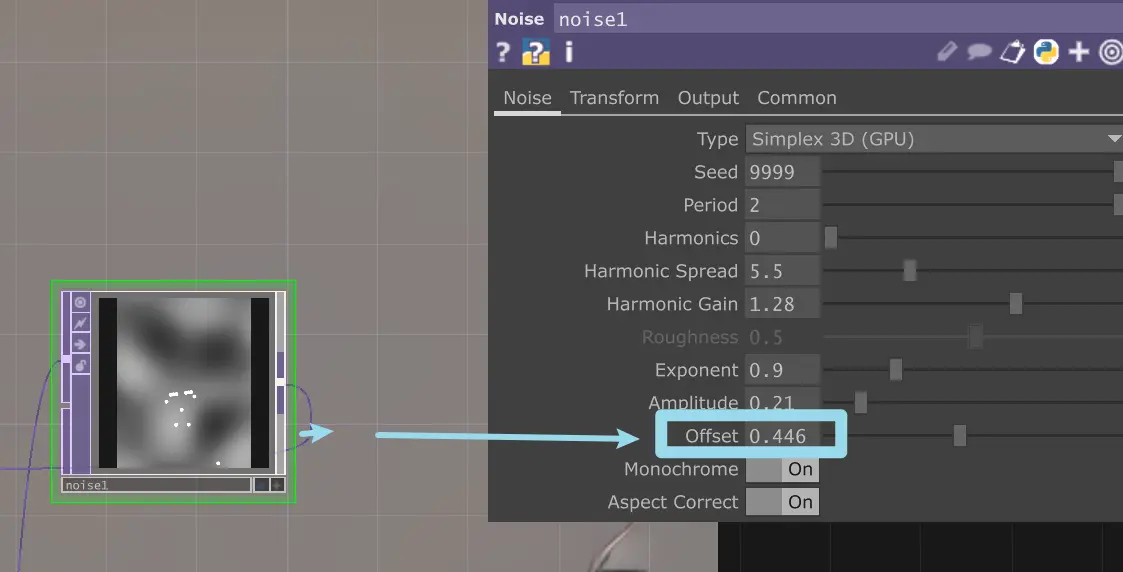 Noise noise1
? ? i
Noise Transform Output Common
Type Simplex 3D (GPU)
Seed 9999
Period 2
Harmonics 0
Harmonic Spread 5.5
Harmonic Gain 1.28
Roughness 0.5
Exponent 0.9
Amplitude 0.21
Offset 0.446
Monochrome On
Aspect Correct On
noise1